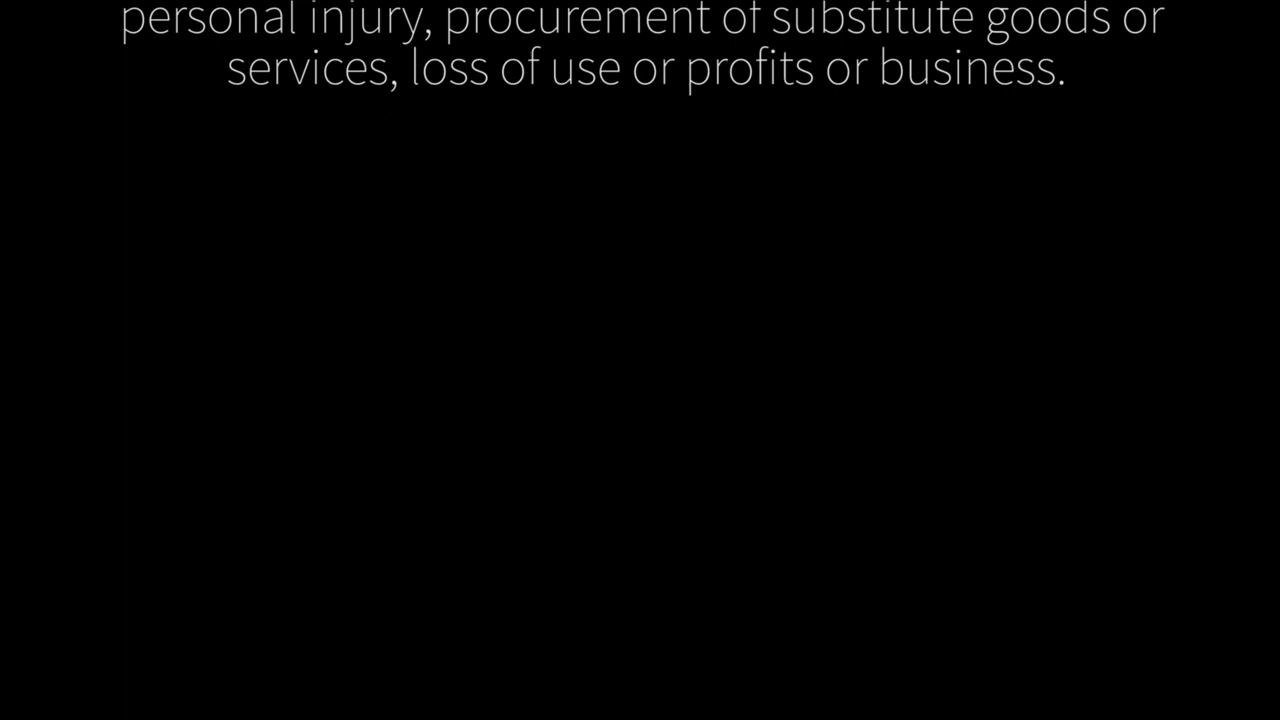 personal injury, procurement of substitute goods or
services, loss of use or profits or business.